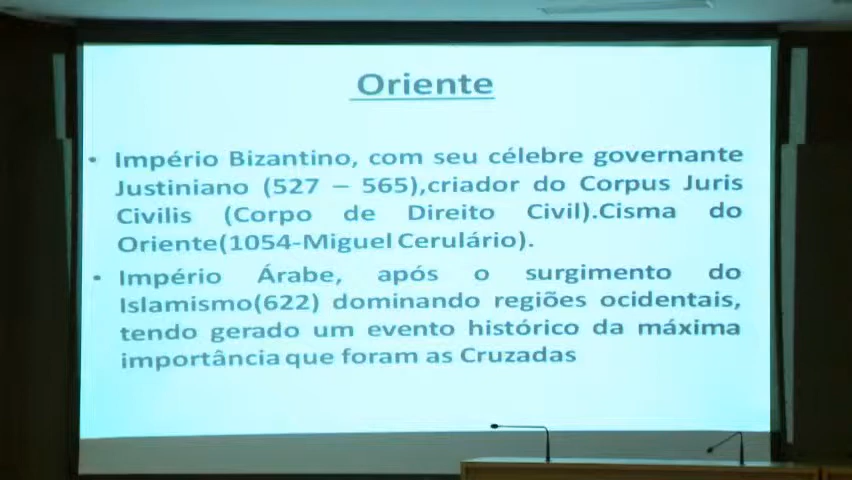 Oriente
• Império Bizantino, com seu célebre governante
Justiniano (527 – 565),criador do Corpus Juris
Civilis (Corpo de Direito Civil).Cisma do
Oriente(1054-Miguel Cerulário).
• Império Árabe, após o surgimento do
Islamismo(622) dominando regiões ocidentais,
tendo gerado um evento histórico da máxima
importância que foram as Cruzadas